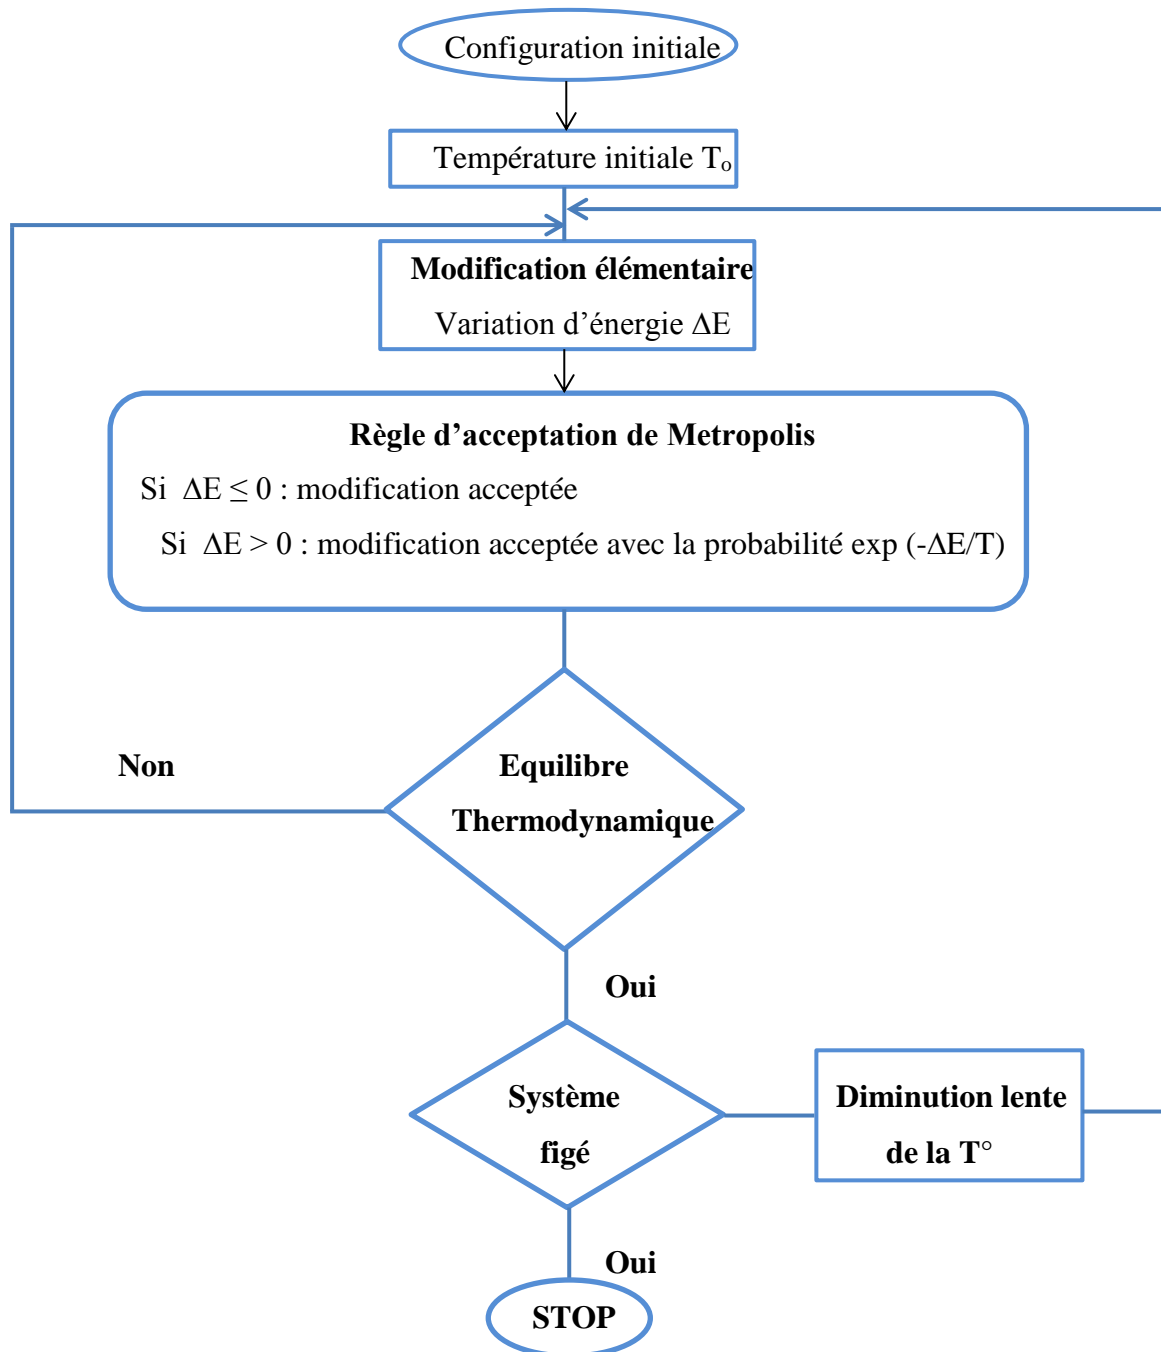 Configuration initiale
Température initiale Tₒ
Modification élémentaire
Variation d’énergie ΔE
Règle d’acceptation de Metropolis
Si ΔE ≤ 0 : modification acceptée
Si ΔE > 0 : modification acceptée avec la probabilité exp (-ΔE/T)
Non
Equilibre
Thermodynamique
Oui
Système
figé
Diminution lente
de la T°
Oui
STOP